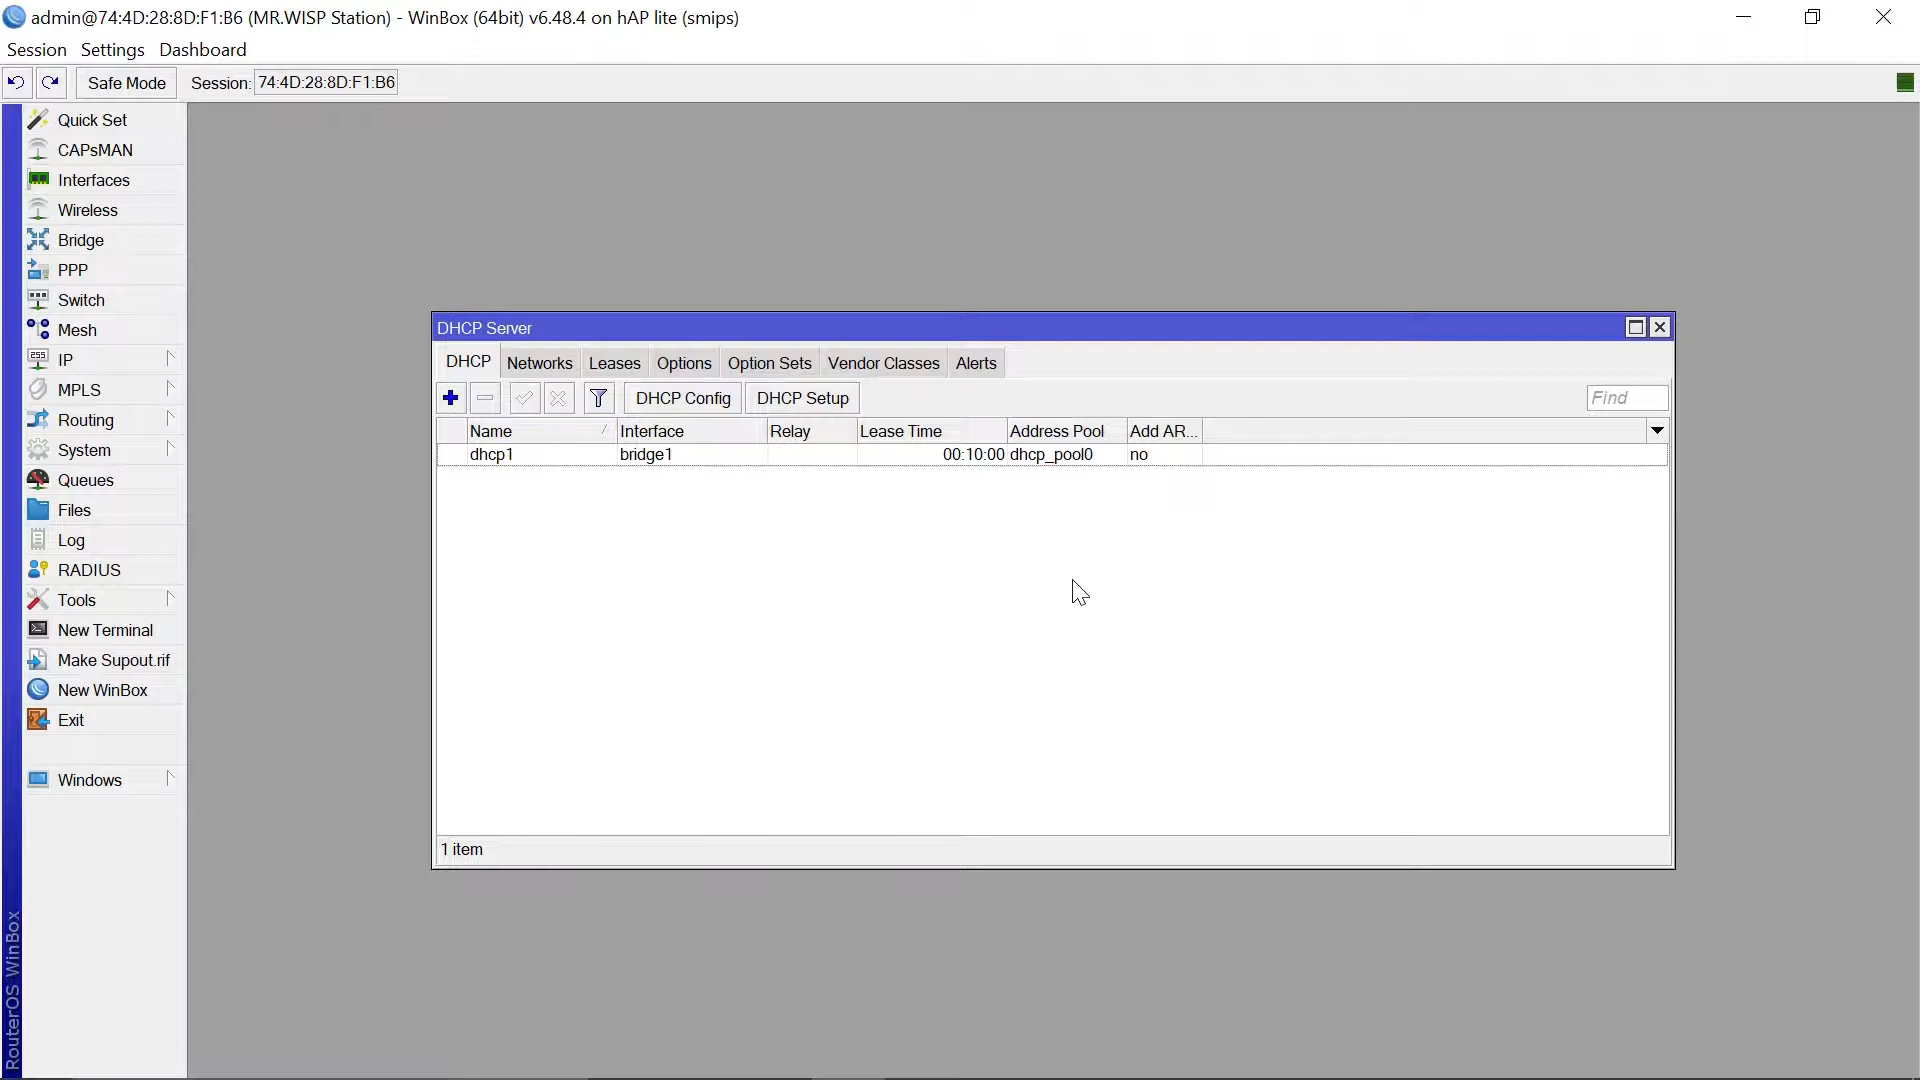 admin@74:4D:28:8D:F1:B6 (MR.WISP Station) - WinBox (64bit) v6.48.4 on hAP lite (smips)
Session Settings Dashboard
Safe Mode Session: 74:4D:28:8D:F1:B6
Quick Set
CAPsMAN
Interfaces
Wireless
Bridge
PPP
Switch
Mesh
255 IP
MPLS
Routing
System
Queues
Files
Log
RADIUS
Tools
New Terminal
Make Supout.rif
New WinBox
Exit
Windows
RouterOS WinBox
DHCP Server
DHCP Networks Leases Options Option Sets Vendor Classes Alerts
DHCP Config DHCP Setup Find
Name Interface Relay Lease Time Address Pool Add AR...
dhcp1 bridge1 00:10:00 dhcp_pool0 no
1 item